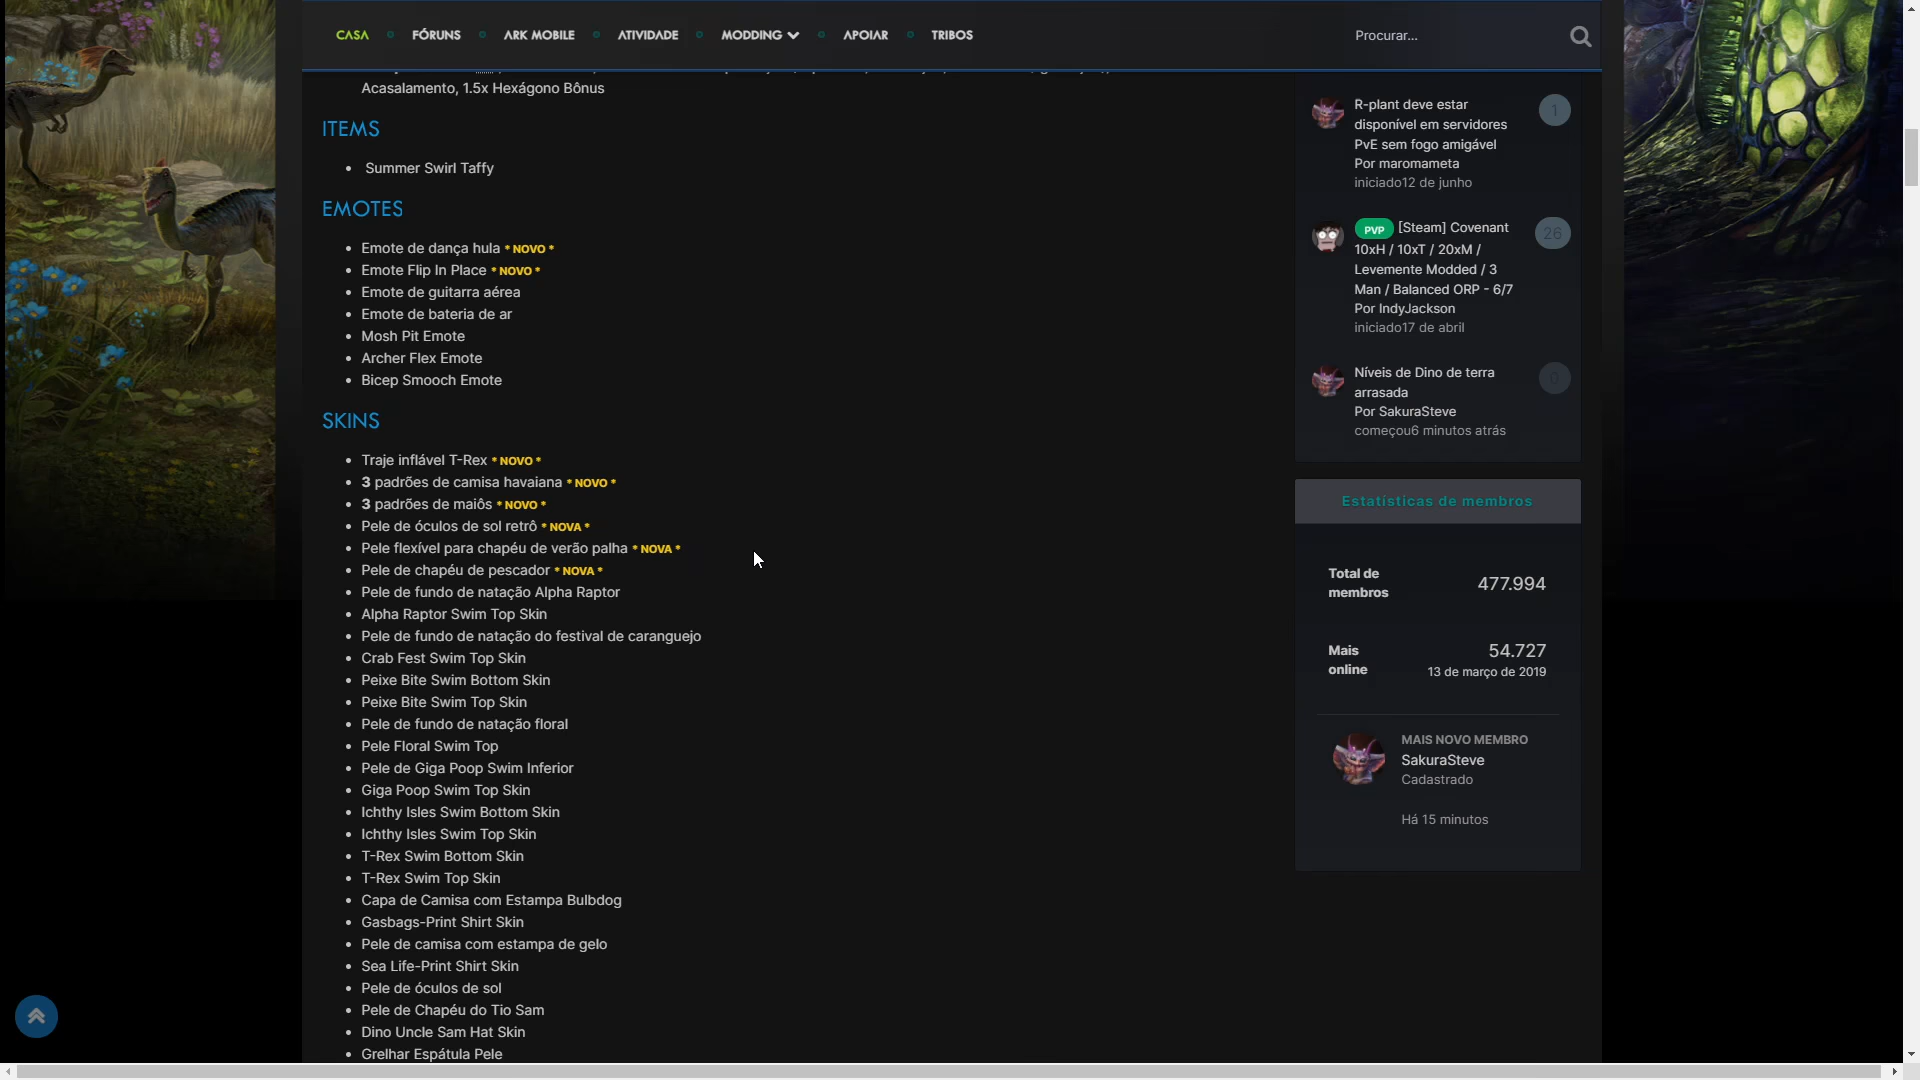 CASA
FÓRUNS
ARK MOBILE
ATIVIDADE
MODDING
APOIAR
TRIBOS
Procurar...
Acasalamento, 1.5x Hexágono Bônus
ITEMS
Summer Swirl Taffy
EMOTES
Emote de dança hula * NOVO *
Emote Flip In Place * NOVO *
Emote de guitarra aérea
Emote de bateria de ar
Mosh Pit Emote
Archer Flex Emote
Bicep Smooch Emote
SKINS
Traje inflável T-Rex * NOVO *
3 padrões de camisa havaiana * NOVO *
3 padrões de maiôs * NOVO *
Pele de óculos de sol retrô * NOVA *
Pele flexível para chapéu de verão palha * NOVA *
Pele de chapéu de pescador * NOVA *
Pele de fundo de natação Alpha Raptor
Alpha Raptor Swim Top Skin
Pele de fundo de natação do festival de caranguejo
Crab Fest Swim Top Skin
Peixe Bite Swim Bottom Skin
Peixe Bite Swim Top Skin
Pele de fundo de natação floral
Pele Floral Swim Top
Pele de Giga Poop Swim Inferior
Giga Poop Swim Top Skin
Ichthy Isles Swim Bottom Skin
Ichthy Isles Swim Top Skin
T-Rex Swim Bottom Skin
T-Rex Swim Top Skin
Capa de Camisa com Estampa Bulbdog
Gasbags-Print Shirt Skin
Pele de camisa com estampa de gelo
Sea Life-Print Shirt Skin
Pele de óculos de sol
Pele de Chapéu do Tio Sam
Dino Uncle Sam Hat Skin
Grelhar Espátula Pele
R-plant deve estar
disponível em servidores
PvE sem fogo amigável
Por maromameta
iniciado12 de junho
1
PVP [Steam] Covenant
10xH / 10xT / 20xM /
Levemente Modded / 3
Man / Balanced ORP - 6/7
Por IndyJackson
iniciado17 de abril
26
Níveis de Dino de terra
arrasada
Por SakuraSteve
começou6 minutos atrás
0
Estatísticas de membros
Total de
membros
477.994
Mais
online
54.727
13 de março de 2019
MAIS NOVO MEMBRO
SakuraSteve
Cadastrado
Há 15 minutos